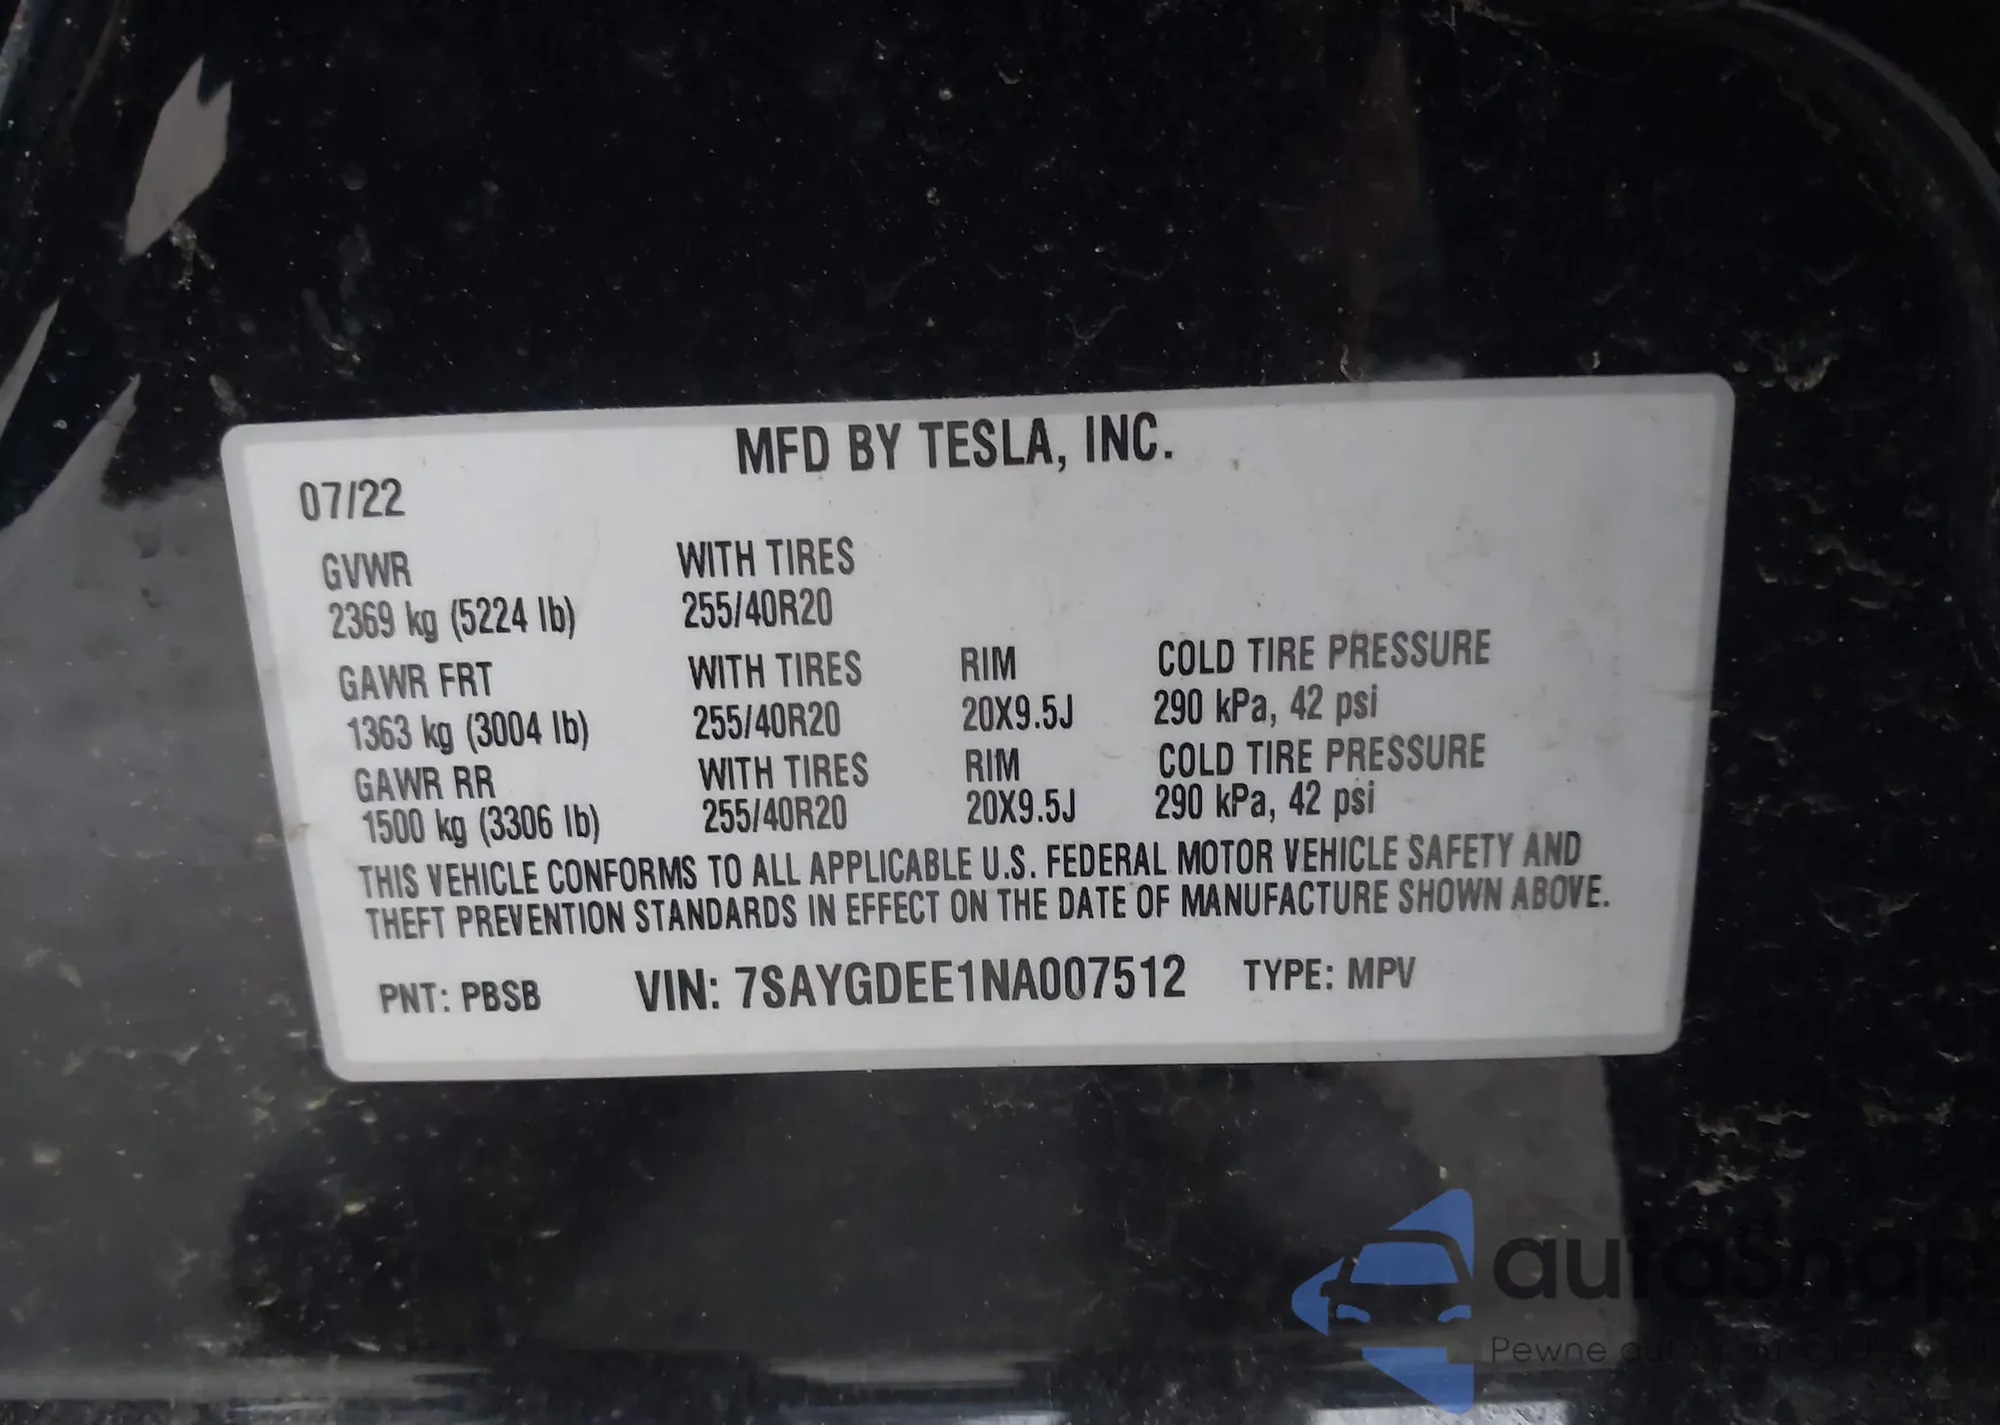 MFD BY TESLA, INC.
07/22
GVWR WITH TIRES
2369 kg (5224 lb) 255/40R20
GAWR FRT WITH TIRES RIM COLD TIRE PRESSURE
1363 kg (3004 lb) 255/40R20 20X9.5J 290 kPa, 42 psi
GAWR RR WITH TIRES RIM COLD TIRE PRESSURE
1500 kg (3306 lb) 255/40R20 20X9.5J 290 kPa, 42 psi
THIS VEHICLE CONFORMS TO ALL APPLICABLE U.S. FEDERAL MOTOR VEHICLE SAFETY AND
THEFT PREVENTION STANDARDS IN EFFECT ON THE DATE OF MANUFACTURE SHOWN ABOVE.
PNT: PBSB VIN: 7SAYGDEE1NA007512 TYPE: MPV
autasnap
Pewne auta